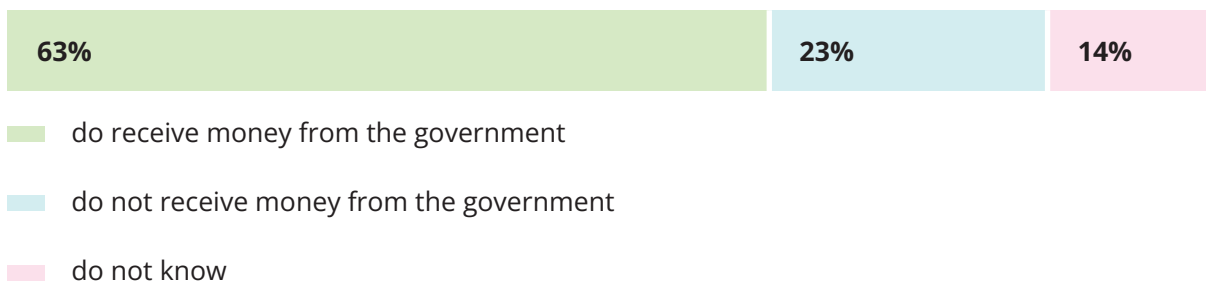 63% 23% 14%
do receive money from the government
do not receive money from the government
do not know